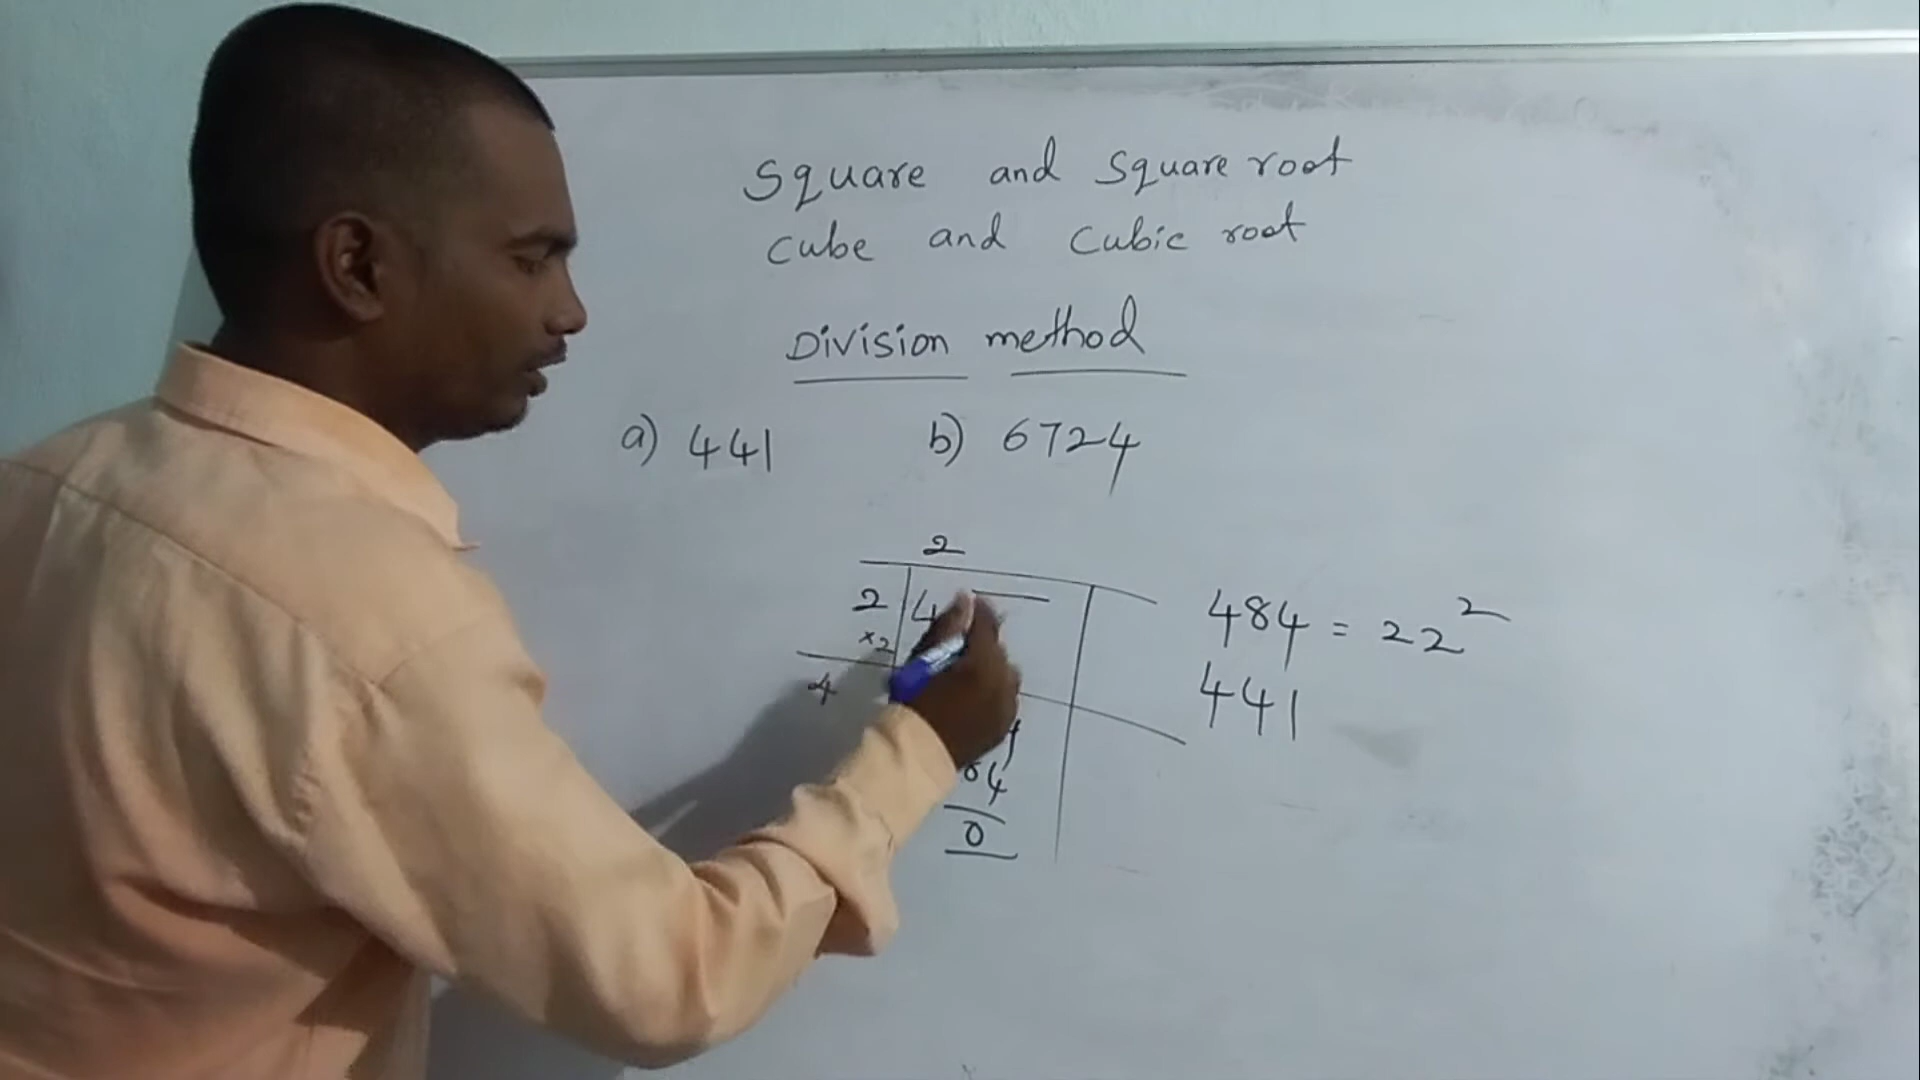 Square and Square root
Cube and Cubic root
Division method
a) 441 b) 6724
2
2 4
×2
4
84
0
484 = 22²
441